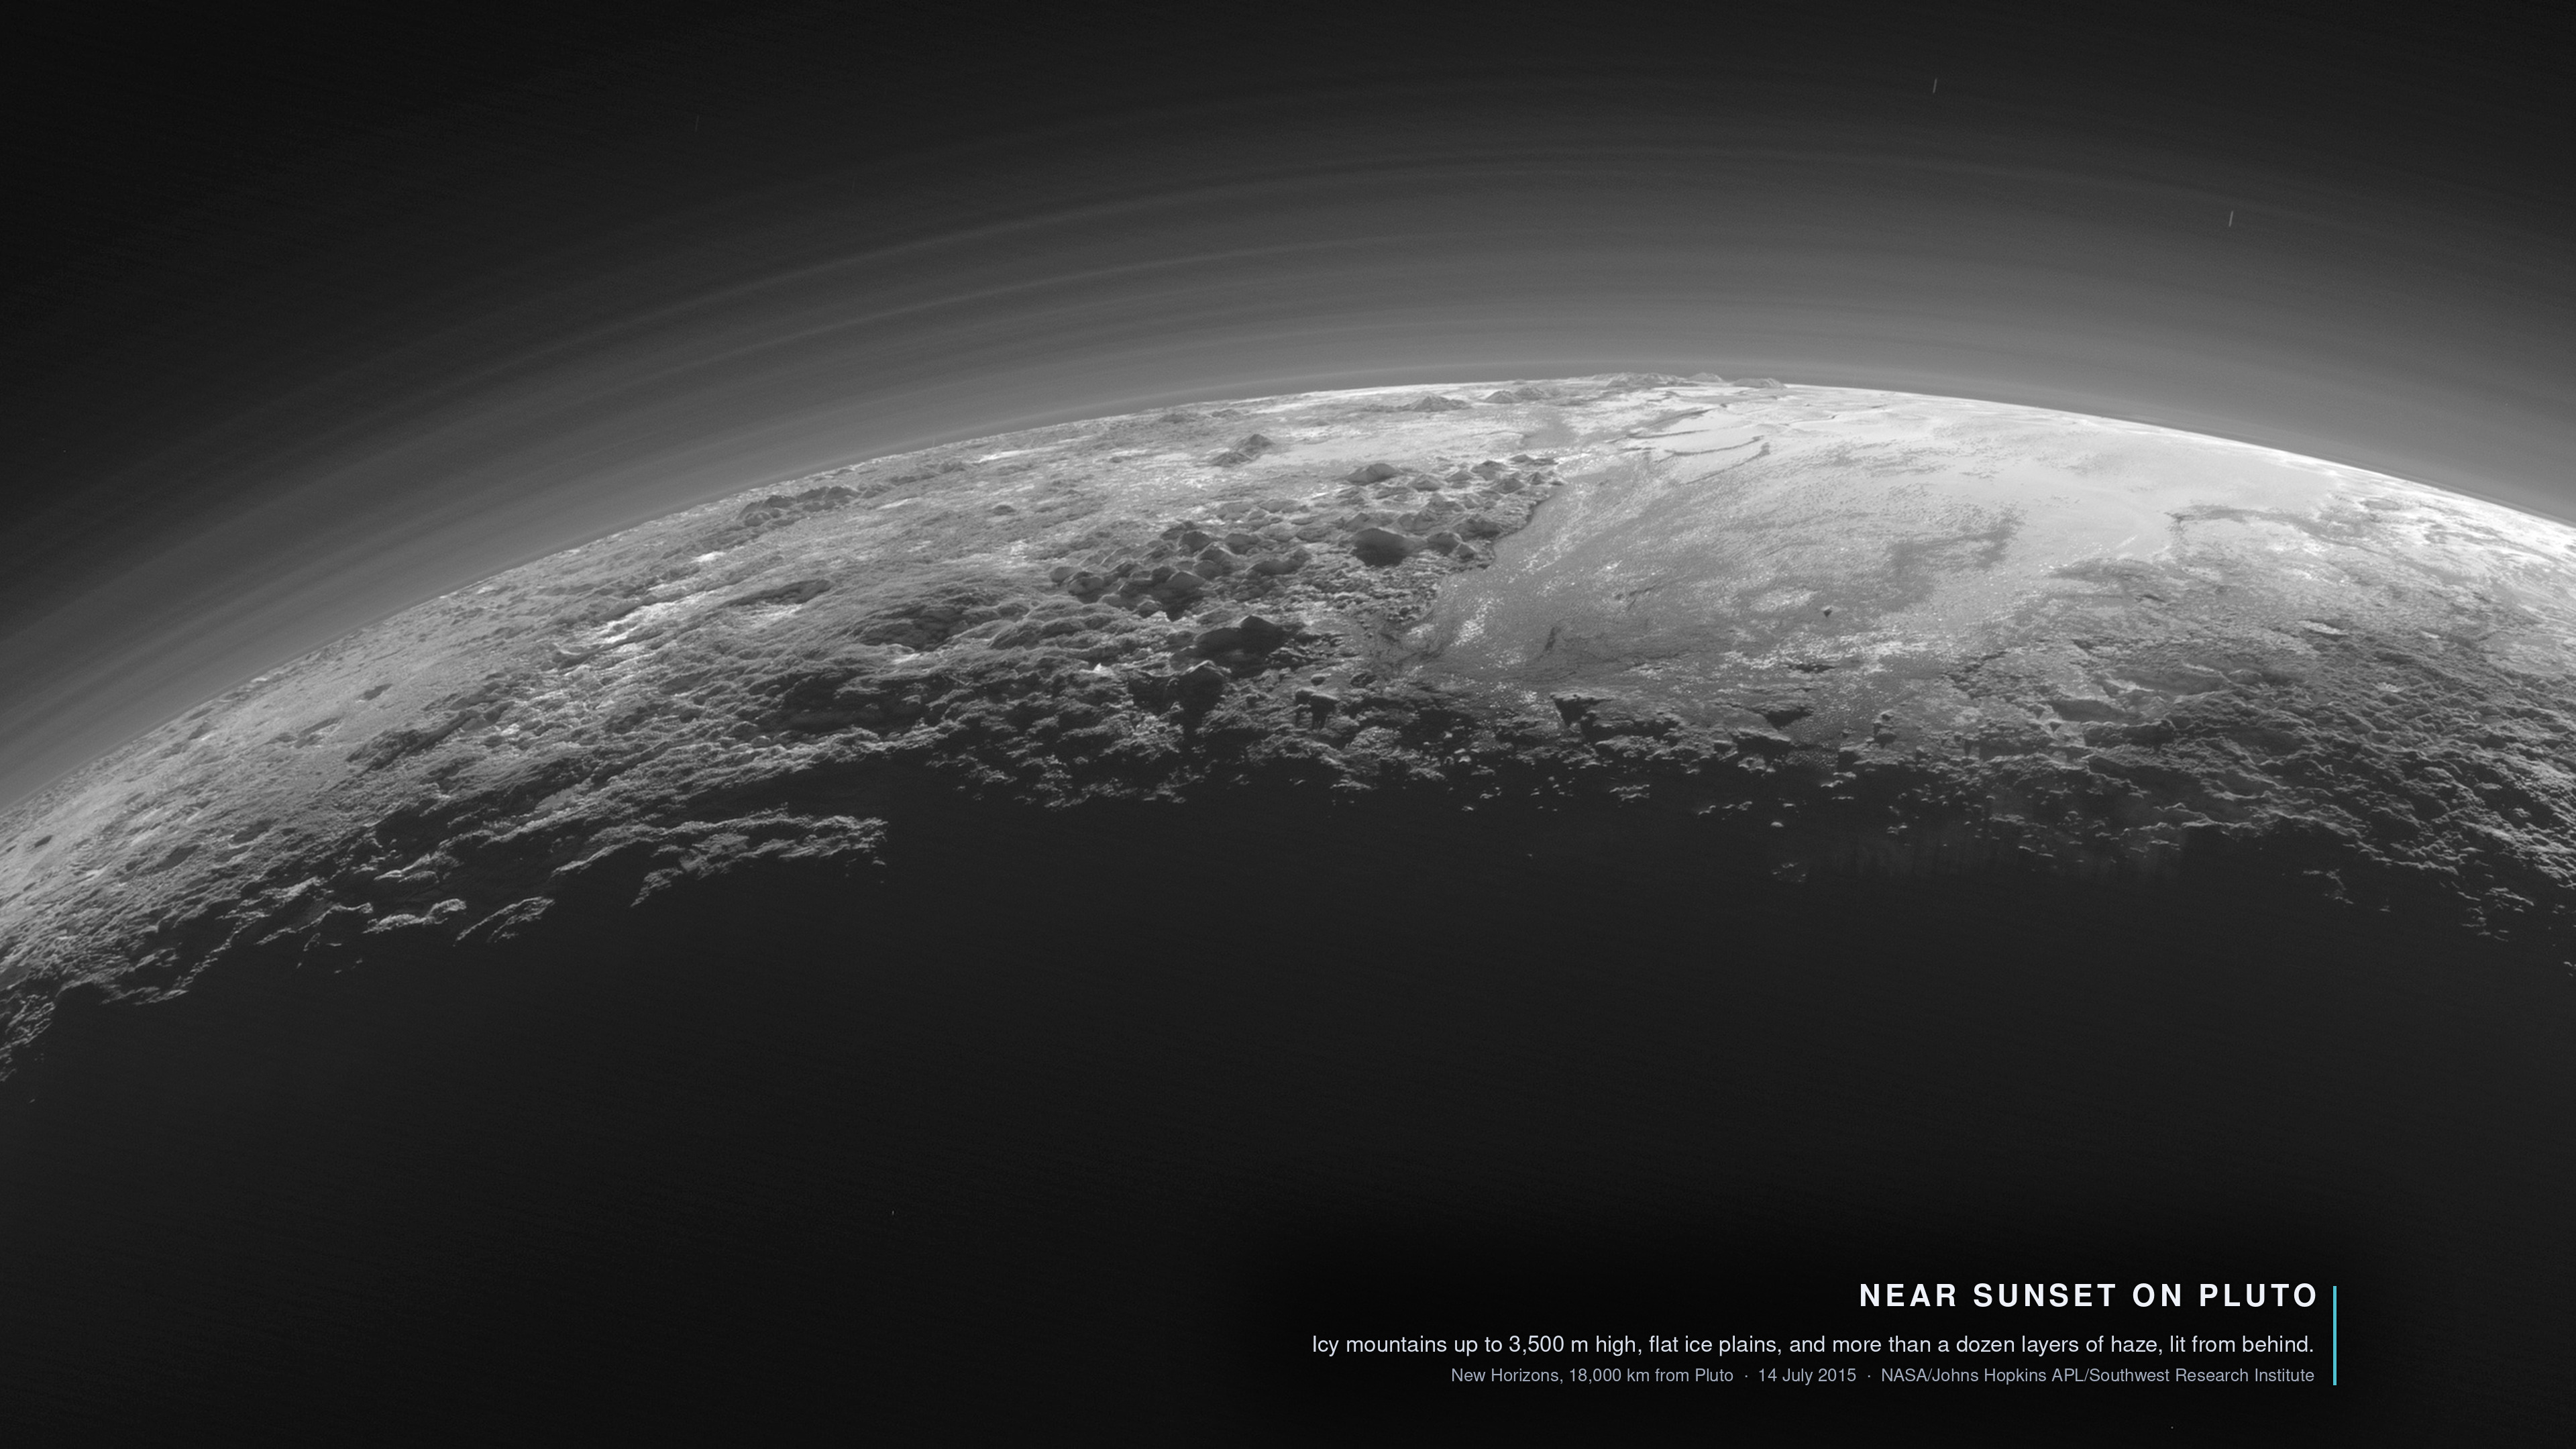 NEAR SUNSET ON PLUTO
Icy mountains up to 3,500 m high, flat ice plains, and more than a dozen layers of haze, lit from behind.
New Horizons, 18,000 km from Pluto · 14 July 2015 · NASA/Johns Hopkins APL/Southwest Research Institute